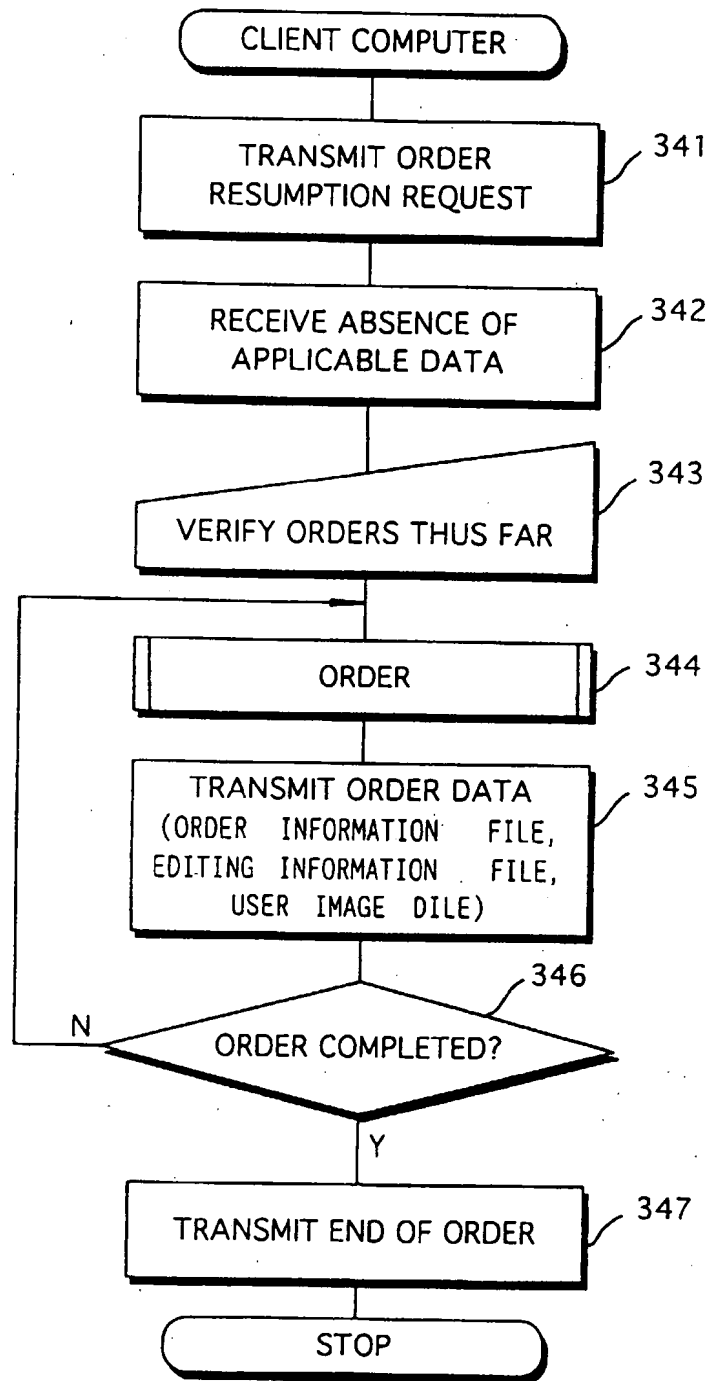 CLIENT COMPUTER
TRANSMIT ORDER
RESUMPTION REQUEST
341
RECEIVE ABSENCE OF
APPLICABLE DATA
342
VERIFY ORDERS THUS FAR
343
ORDER
344
TRANSMIT ORDER DATA
(ORDER INFORMATION FILE,
EDITING INFORMATION FILE,
USER IMAGE DILE)
345
ORDER COMPLETED?
346
N
Y
TRANSMIT END OF ORDER
347
STOP